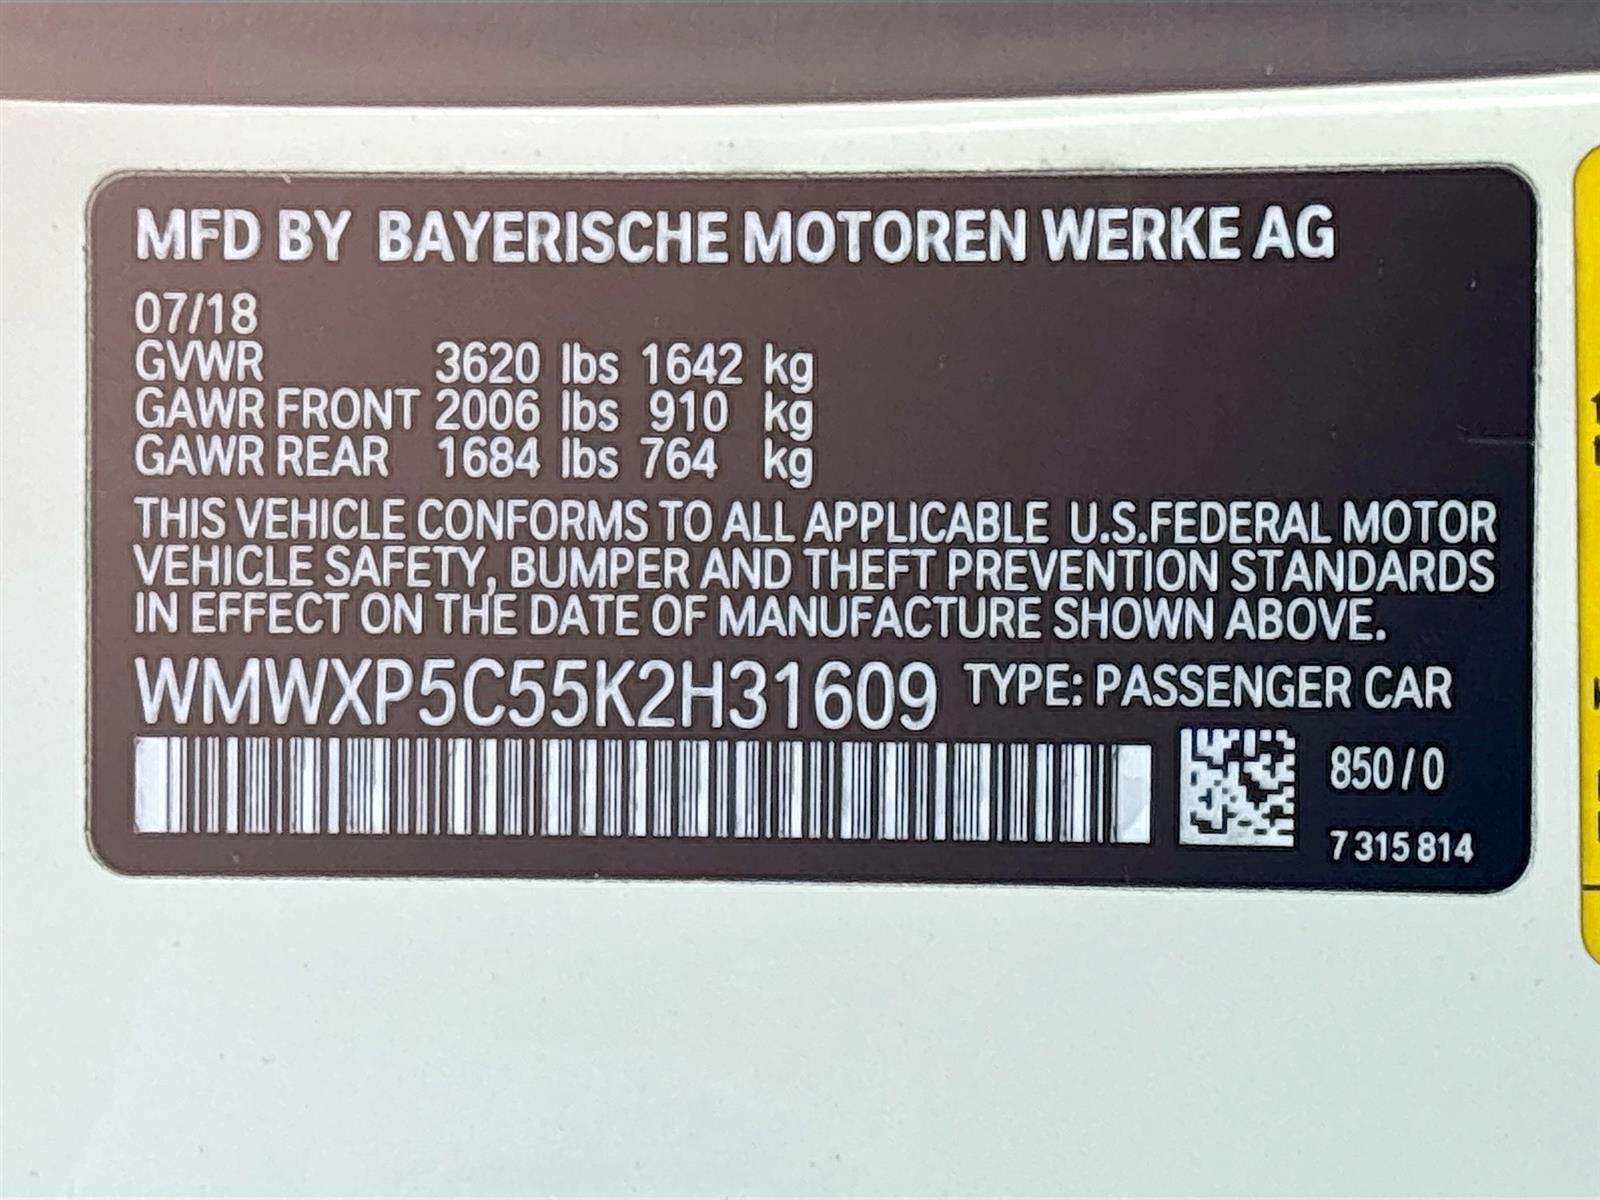 MFD BY BAYERISCHE MOTOREN WERKE AG
07/18
GVWR 3620 lbs 1642 kg
GAWR FRONT 2006 lbs 910 kg
GAWR REAR 1684 lbs 764 kg
THIS VEHICLE CONFORMS TO ALL APPLICABLE U.S.FEDERAL MOTOR
VEHICLE SAFETY, BUMPER AND THEFT PREVENTION STANDARDS
IN EFFECT ON THE DATE OF MANUFACTURE SHOWN ABOVE.
WMWXP5C55K2H31609 TYPE: PASSENGER CAR
850/0
7 315 814